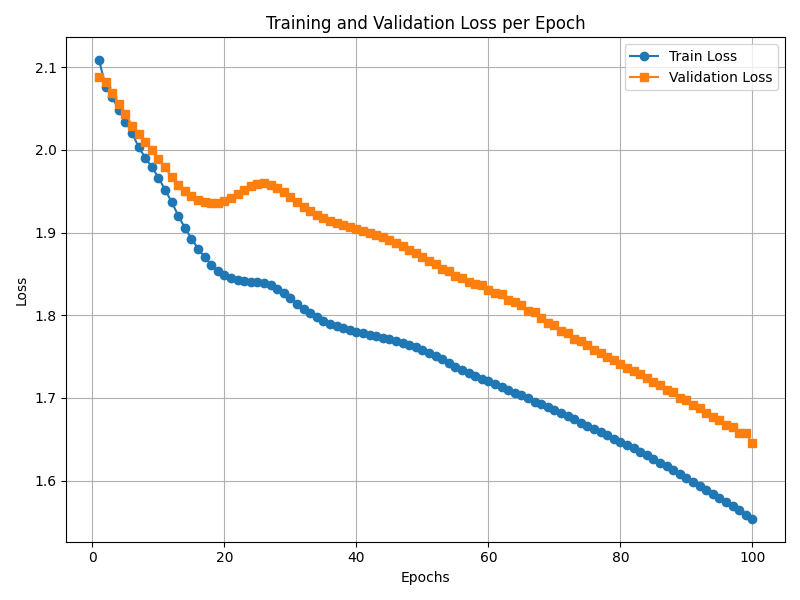 Training and Validation Loss per Epoch
Train Loss
Validation Loss
2.1
2.0
1.9
1.8
1.7
1.6
Loss
0 20 40 60 80 100
Epochs